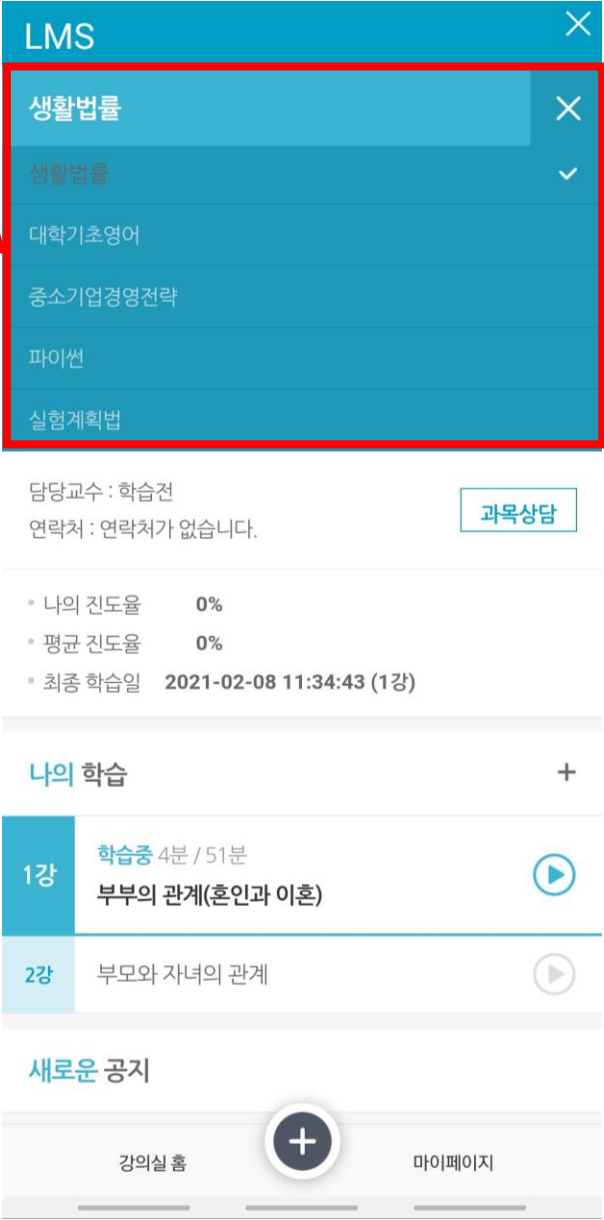 LMS
생활법률
생활법률
대학기초영어
중소기업경영전략
파이썬
실험계획법
담당교수 : 학습전
연락처 : 연락처가 없습니다.
과목상담
나의 진도율 0%
평균 진도율 0%
최종 학습일 2021-02-08 11:34:43 (1강)
나의 학습
1강
학습중 4분 / 51분
부부의 관계(혼인과 이혼)
2강
부모와 자녀의 관계
새로운 공지
강의실 홈
마이페이지